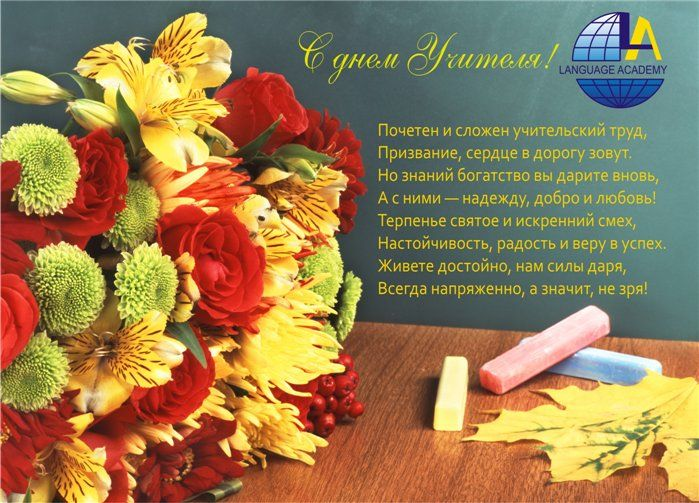 С днем Учителя!
LA
LANGUAGE ACADEMY
Почетен и сложен учительский труд,
Призвание, сердце в дорогу зовут.
Но знаний богатство вы дарите вновь,
А с ними — надежду, добро и любовь!
Терпенье святое и искренний смех,
Настойчивость, радость и веру в успех.
Живете достойно, нам силы даря,
Всегда напряженно, а значит, не зря!